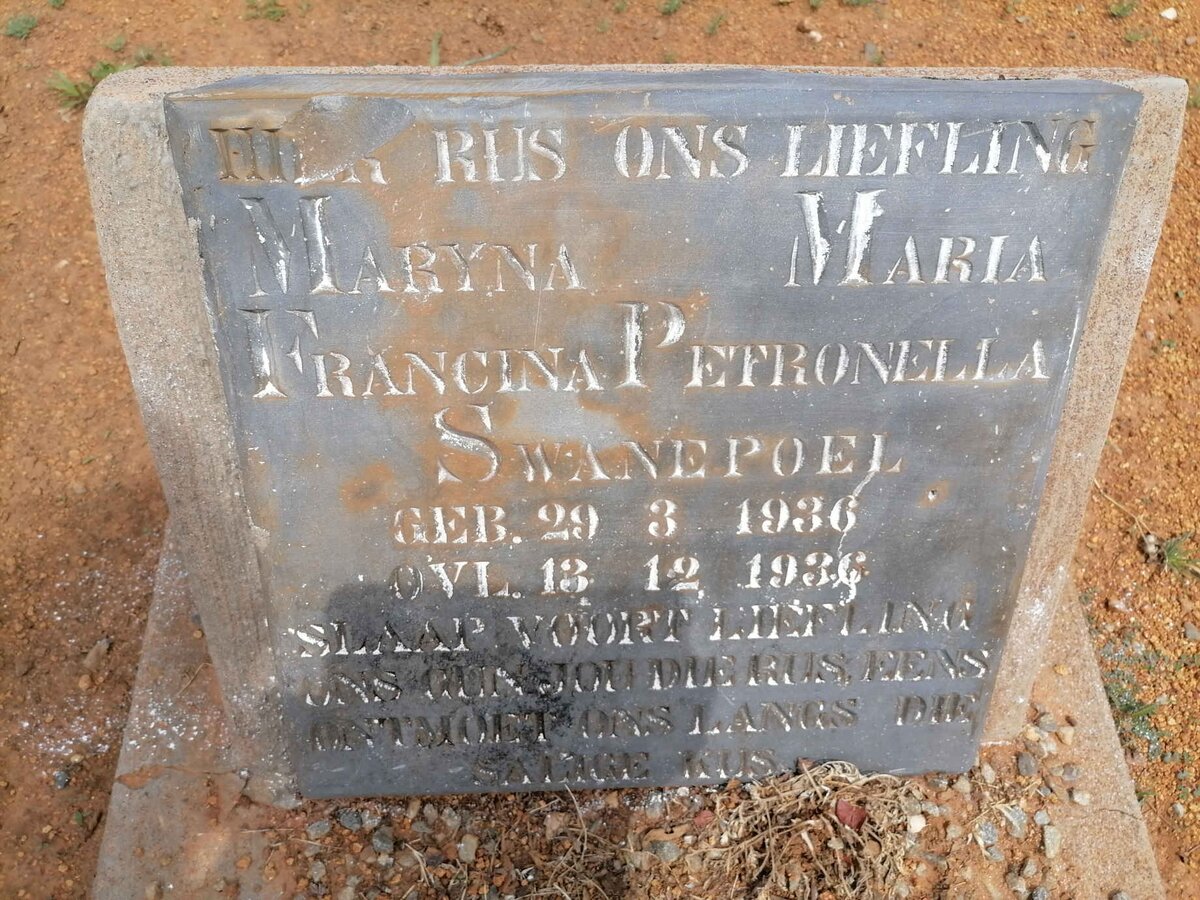 HIER RUS ONS LIEFLING
MARYNA MARIA
FRANCINA PETRONELLA
SWANEPOEL
GEB. 29 3 1936
OVL. 13 12 1936
SLAAP VOORT LIEFLING
ONS GUN JOU DIE RUS, EENS
ONTMOET ONS LANGS DIE
SALIGE KUS.